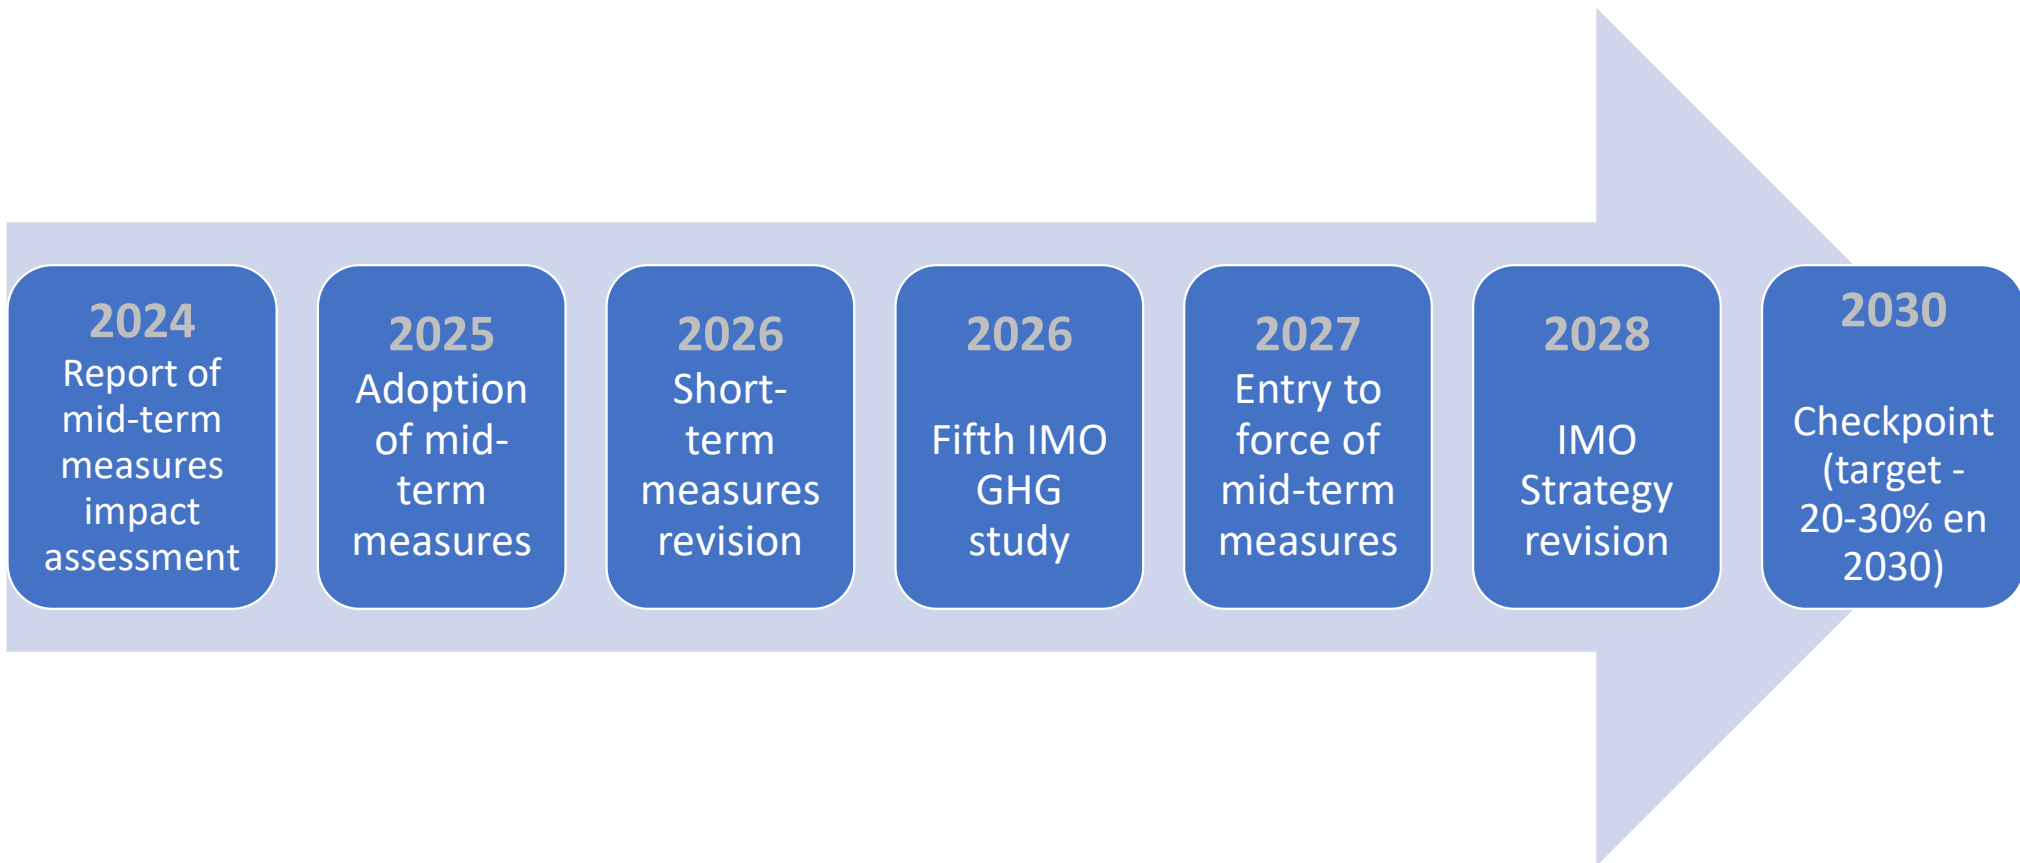 2024
Report of
mid-term
measures
impact
assessment
2025
Adoption
of mid-
term
measures
2026
Short-
term
measures
revision
2026
Fifth IMO
GHG
study
2027
Entry to
force of
mid-term
measures
2028
IMO
Strategy
revision
2030
Checkpoint
(target -
20-30% en
2030)